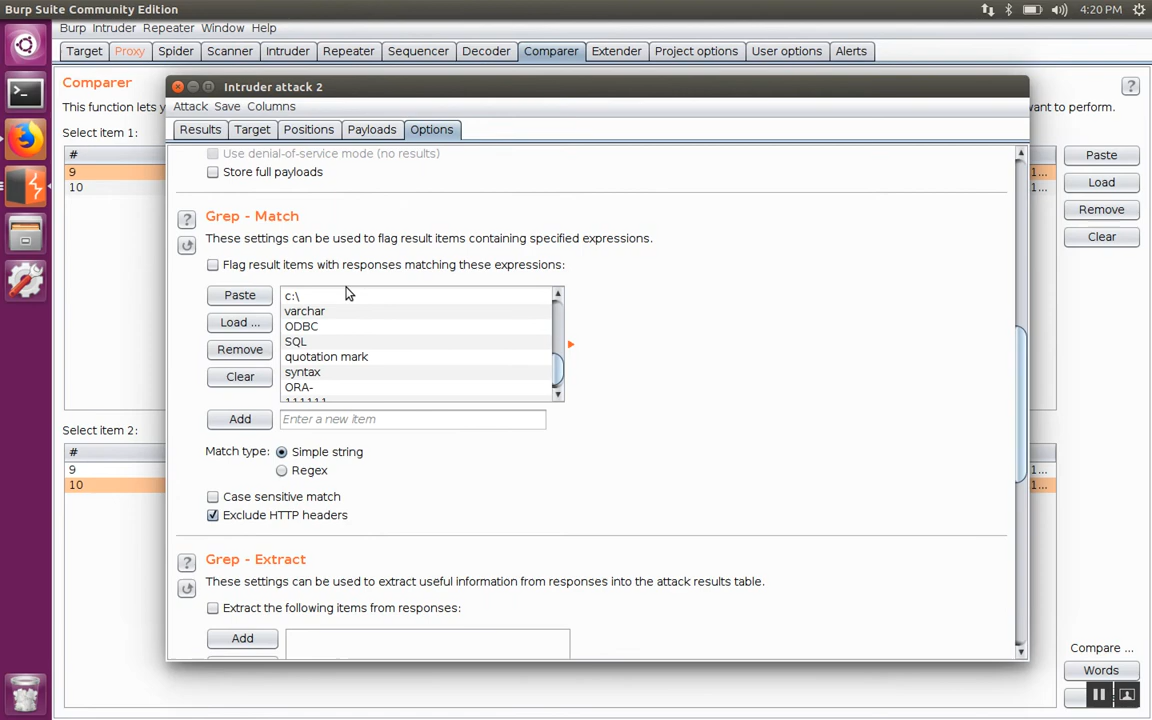 Burp Suite Community Edition
4:20 PM
Burp Intruder Repeater Window Help
Target Proxy Spider Scanner Intruder Repeater Sequencer Decoder Comparer Extender Project options User options Alerts
Comparer
?
This function lets y
want to perform.
Select item 1:
#
9
10
1...
Paste
Load
Remove
Clear
Select item 2:
#
9
10
1...
1...
Compare ...
Words
Intruder attack 2
Attack Save Columns
Results Target Positions Payloads Options
Use denial-of-service mode (no results)
Store full payloads
? Grep - Match
These settings can be used to flag result items containing specified expressions.
Flag result items with responses matching these expressions:
Paste
Load ...
Remove
Clear
c:\
varchar
ODBC
SQL
quotation mark
syntax
ORA-
111111
Add Enter a new item
Match type: Simple string
Regex
Case sensitive match
Exclude HTTP headers
? Grep - Extract
These settings can be used to extract useful information from responses into the attack results table.
Extract the following items from responses:
Add